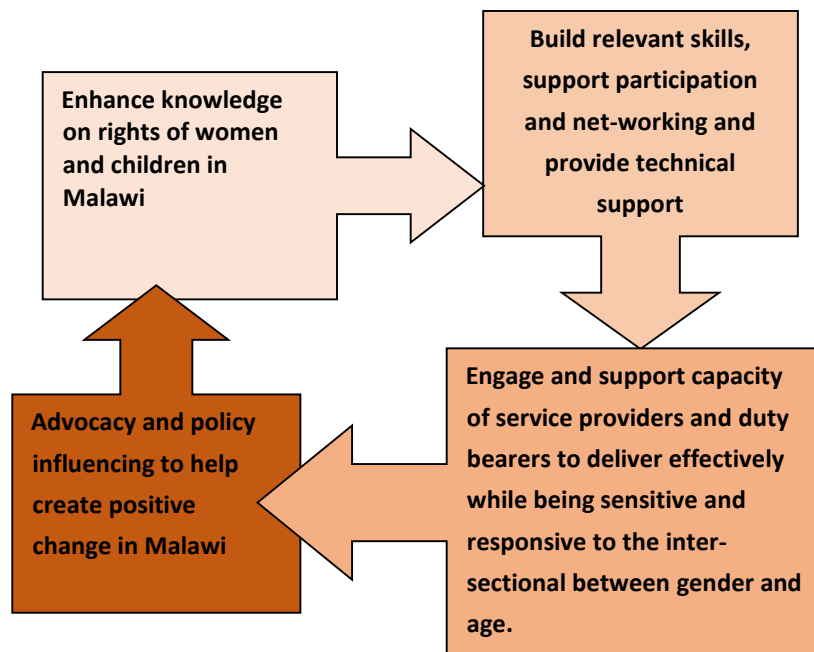 Enhance knowledge
on rights of women
and children in
Malawi
Build relevant skills,
support participation
and net-working and
provide technical
support
Engage and support capacity
of service providers and duty
bearers to deliver effectively
while being sensitive and
responsive to the inter-
sectional between gender and
age.
Advocacy and policy
influencing to help
create positive
change in Malawi